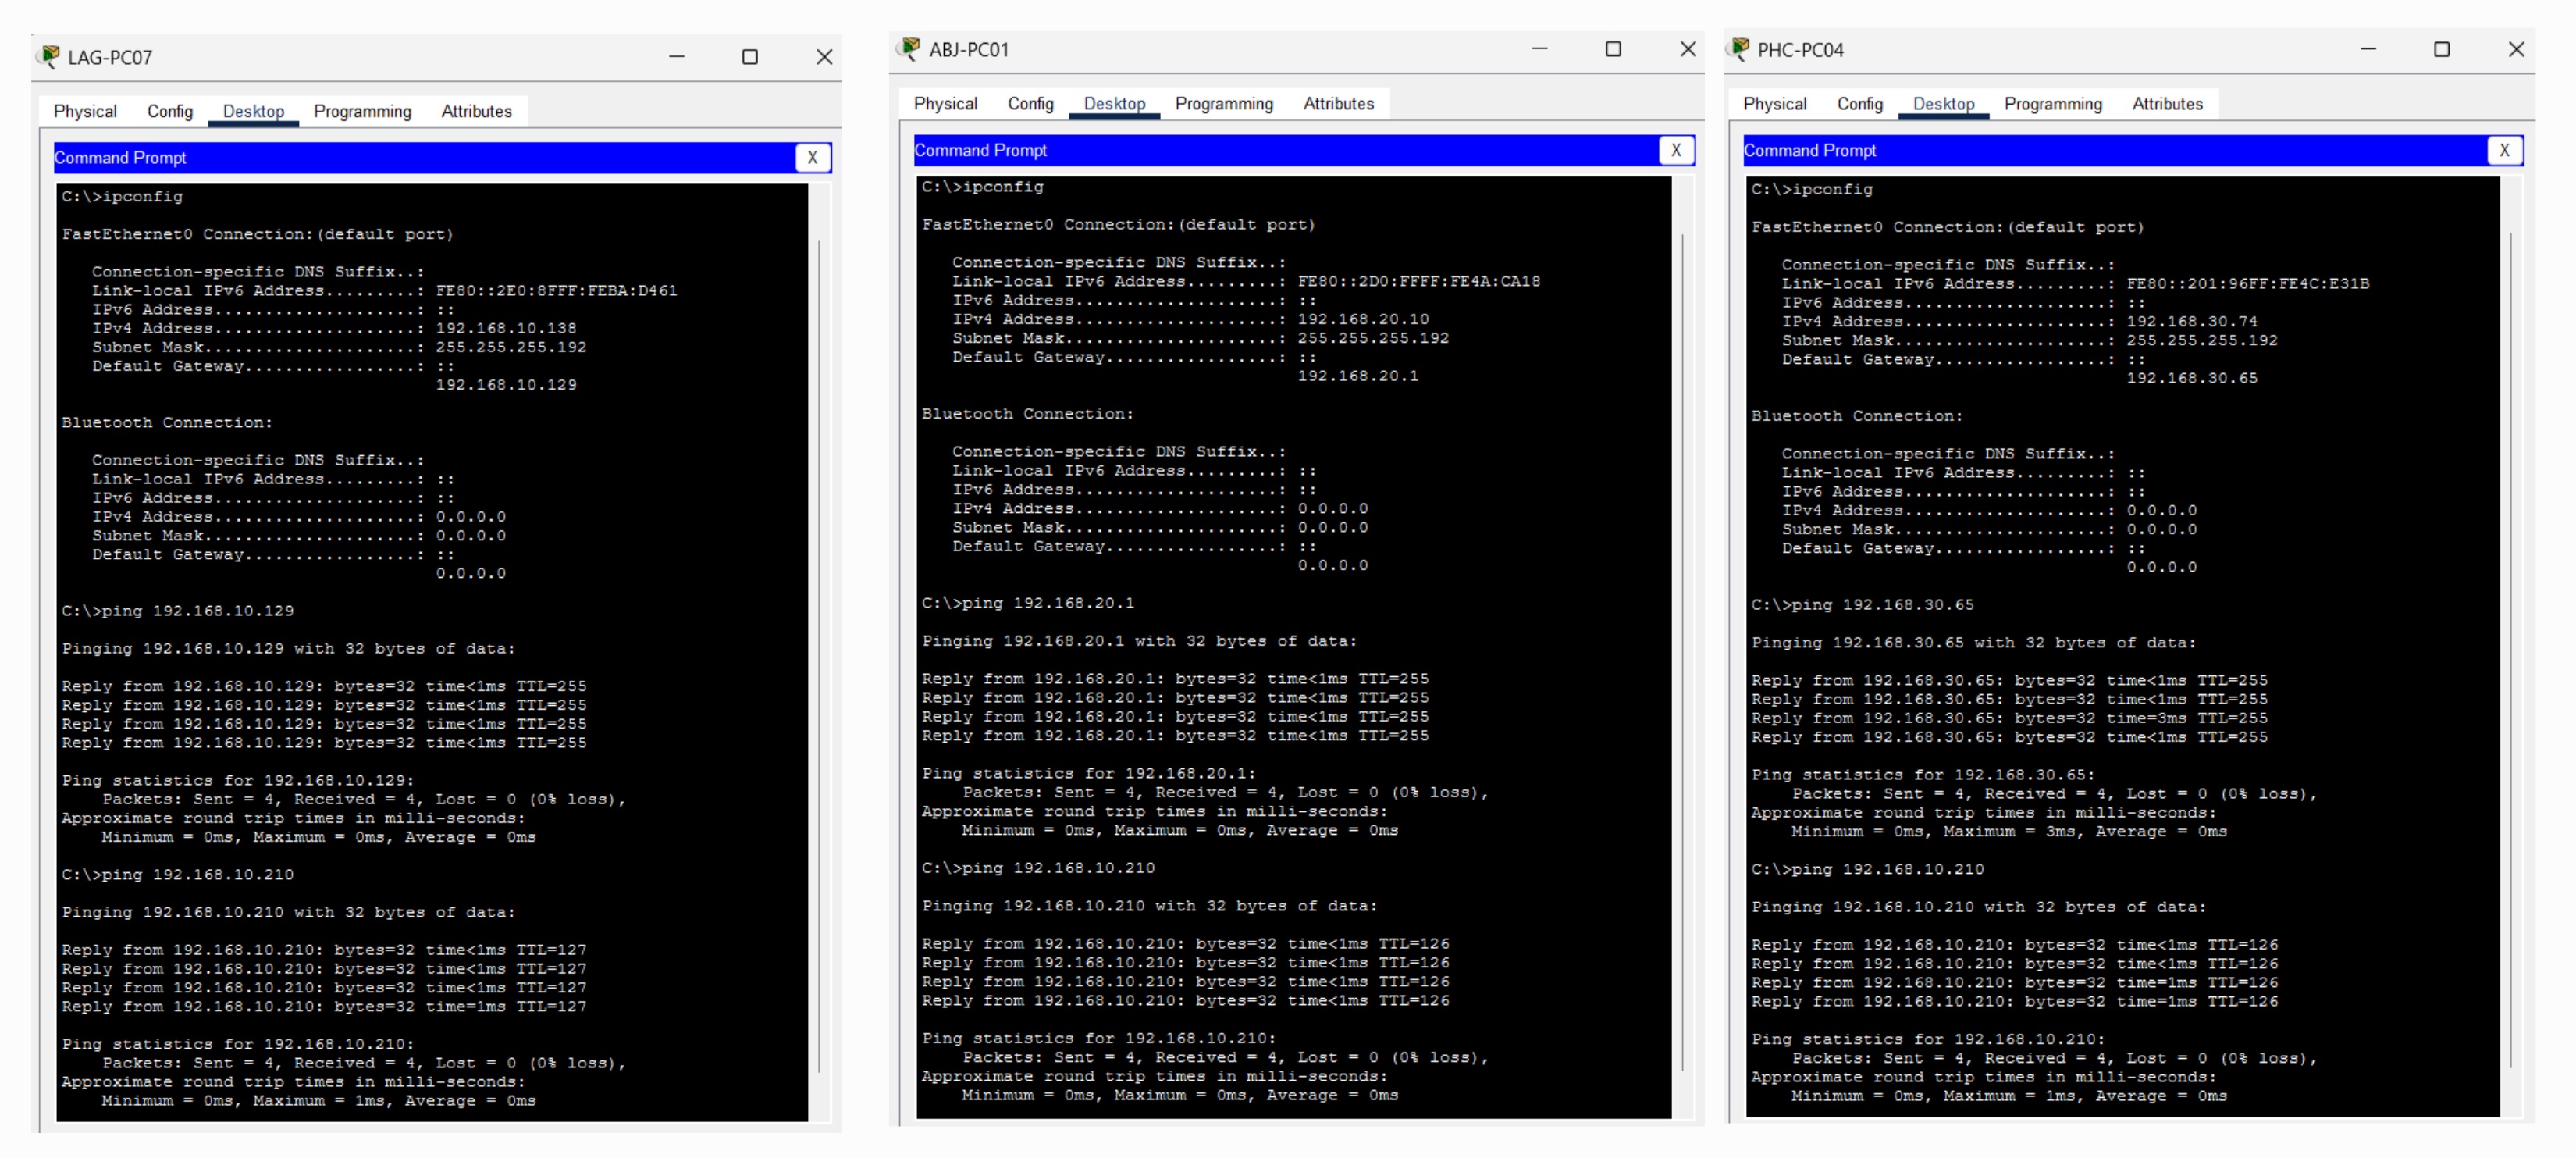 LAG-PC07
Physical Config Desktop Programming Attributes
Command Prompt
X
C:\>ipconfig
FastEthernet0 Connection:(default port)
Connection-specific DNS Suffix..:
Link-local IPv6 Address.........: FE80::2E0:8FFF:FEBA:D461
IPv6 Address....................: ::
IPv4 Address....................: 192.168.10.138
Subnet Mask.....................: 255.255.255.192
Default Gateway.................: ::
192.168.10.129
Bluetooth Connection:
Connection-specific DNS Suffix..:
Link-local IPv6 Address.........: ::
IPv6 Address....................: ::
IPv4 Address....................: 0.0.0.0
Subnet Mask.....................: 0.0.0.0
Default Gateway.................: ::
0.0.0.0
C:\>ping 192.168.10.129
Pinging 192.168.10.129 with 32 bytes of data:
Reply from 192.168.10.129: bytes=32 time<1ms TTL=255
Reply from 192.168.10.129: bytes=32 time<1ms TTL=255
Reply from 192.168.10.129: bytes=32 time<1ms TTL=255
Reply from 192.168.10.129: bytes=32 time<1ms TTL=255
Ping statistics for 192.168.10.129:
Packets: Sent = 4, Received = 4, Lost = 0 (0% loss),
Approximate round trip times in milli-seconds:
Minimum = 0ms, Maximum = 0ms, Average = 0ms
C:\>ping 192.168.10.210
Pinging 192.168.10.210 with 32 bytes of data:
Reply from 192.168.10.210: bytes=32 time<1ms TTL=127
Reply from 192.168.10.210: bytes=32 time<1ms TTL=127
Reply from 192.168.10.210: bytes=32 time<1ms TTL=127
Reply from 192.168.10.210: bytes=32 time=1ms TTL=127
Ping statistics for 192.168.10.210:
Packets: Sent = 4, Received = 4, Lost = 0 (0% loss),
Approximate round trip times in milli-seconds:
Minimum = 0ms, Maximum = 1ms, Average = 0ms
ABJ-PC01
Physical Config Desktop Programming Attributes
Command Prompt
X
C:\>ipconfig
FastEthernet0 Connection:(default port)
Connection-specific DNS Suffix..:
Link-local IPv6 Address.........: FE80::2D0:FFFF:FE4A:CA18
IPv6 Address....................: ::
IPv4 Address....................: 192.168.20.10
Subnet Mask.....................: 255.255.255.192
Default Gateway.................: ::
192.168.20.1
Bluetooth Connection:
Connection-specific DNS Suffix..:
Link-local IPv6 Address.........: ::
IPv6 Address....................: ::
IPv4 Address....................: 0.0.0.0
Subnet Mask.....................: 0.0.0.0
Default Gateway.................: ::
0.0.0.0
C:\>ping 192.168.20.1
Pinging 192.168.20.1 with 32 bytes of data:
Reply from 192.168.20.1: bytes=32 time<1ms TTL=255
Reply from 192.168.20.1: bytes=32 time<1ms TTL=255
Reply from 192.168.20.1: bytes=32 time<1ms TTL=255
Reply from 192.168.20.1: bytes=32 time<1ms TTL=255
Ping statistics for 192.168.20.1:
Packets: Sent = 4, Received = 4, Lost = 0 (0% loss),
Approximate round trip times in milli-seconds:
Minimum = 0ms, Maximum = 0ms, Average = 0ms
C:\>ping 192.168.10.210
Pinging 192.168.10.210 with 32 bytes of data:
Reply from 192.168.10.210: bytes=32 time<1ms TTL=126
Reply from 192.168.10.210: bytes=32 time<1ms TTL=126
Reply from 192.168.10.210: bytes=32 time<1ms TTL=126
Reply from 192.168.10.210: bytes=32 time<1ms TTL=126
Ping statistics for 192.168.10.210:
Packets: Sent = 4, Received = 4, Lost = 0 (0% loss),
Approximate round trip times in milli-seconds:
Minimum = 0ms, Maximum = 0ms, Average = 0ms
PHC-PC04
Physical Config Desktop Programming Attributes
Command Prompt
X
C:\>ipconfig
FastEthernet0 Connection:(default port)
Connection-specific DNS Suffix..:
Link-local IPv6 Address.........: FE80::201:96FF:FE4C:E31B
IPv6 Address....................: ::
IPv4 Address....................: 192.168.30.74
Subnet Mask.....................: 255.255.255.192
Default Gateway.................: ::
192.168.30.65
Bluetooth Connection:
Connection-specific DNS Suffix..:
Link-local IPv6 Address.........: ::
IPv6 Address....................: ::
IPv4 Address....................: 0.0.0.0
Subnet Mask.....................: 0.0.0.0
Default Gateway.................: ::
0.0.0.0
C:\>ping 192.168.30.65
Pinging 192.168.30.65 with 32 bytes of data:
Reply from 192.168.30.65: bytes=32 time<1ms TTL=255
Reply from 192.168.30.65: bytes=32 time<1ms TTL=255
Reply from 192.168.30.65: bytes=32 time=3ms TTL=255
Reply from 192.168.30.65: bytes=32 time<1ms TTL=255
Ping statistics for 192.168.30.65:
Packets: Sent = 4, Received = 4, Lost = 0 (0% loss),
Approximate round trip times in milli-seconds:
Minimum = 0ms, Maximum = 3ms, Average = 0ms
C:\>ping 192.168.10.210
Pinging 192.168.10.210 with 32 bytes of data:
Reply from 192.168.10.210: bytes=32 time<1ms TTL=126
Reply from 192.168.10.210: bytes=32 time<1ms TTL=126
Reply from 192.168.10.210: bytes=32 time=1ms TTL=126
Reply from 192.168.10.210: bytes=32 time=1ms TTL=126
Ping statistics for 192.168.10.210:
Packets: Sent = 4, Received = 4, Lost = 0 (0% loss),
Approximate round trip times in milli-seconds:
Minimum = 0ms, Maximum = 1ms, Average = 0ms